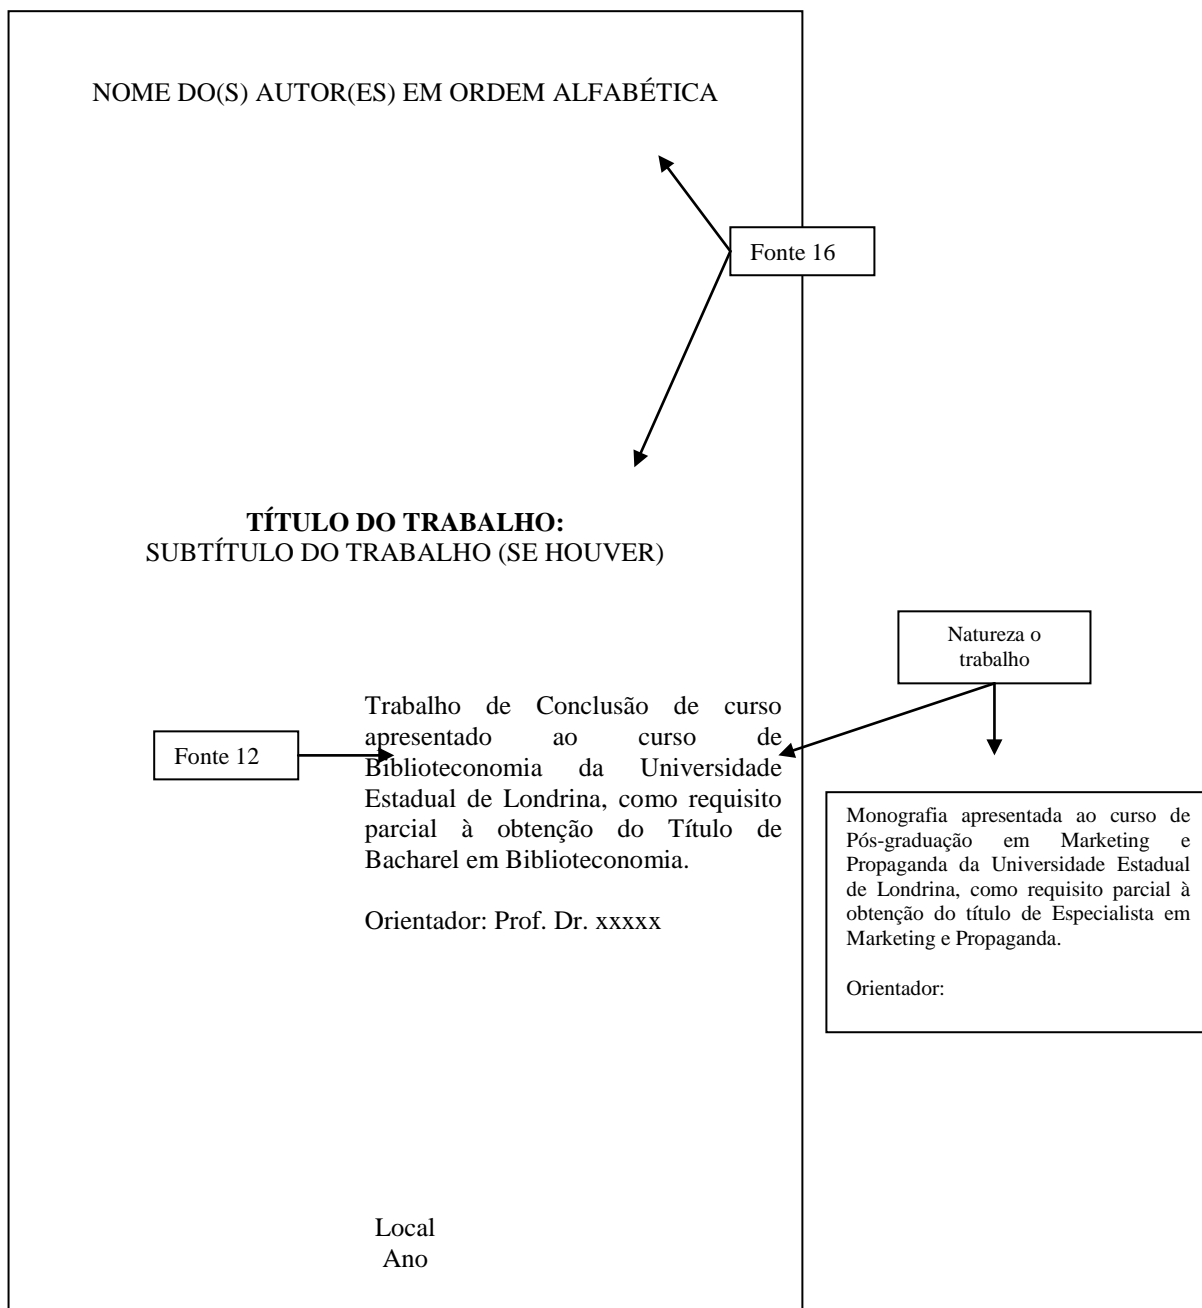 NOME DO(S) AUTOR(ES) EM ORDEM ALFABÉTICA
Fonte 16
TÍTULO DO TRABALHO:
SUBTÍTULO DO TRABALHO (SE HOUVER)
Natureza o
trabalho
Fonte 12
Trabalho de Conclusão de curso
apresentado ao curso de
Biblioteconomia da Universidade
Estadual de Londrina, como requisito
parcial à obtenção do Título de
Bacharel em Biblioteconomia.
Orientador: Prof. Dr. xxxxx
Monografia apresentada ao curso de
Pós-graduação em Marketing e
Propaganda da Universidade Estadual
de Londrina, como requisito parcial à
obtenção do título de Especialista em
Marketing e Propaganda.
Orientador:
Local
Ano